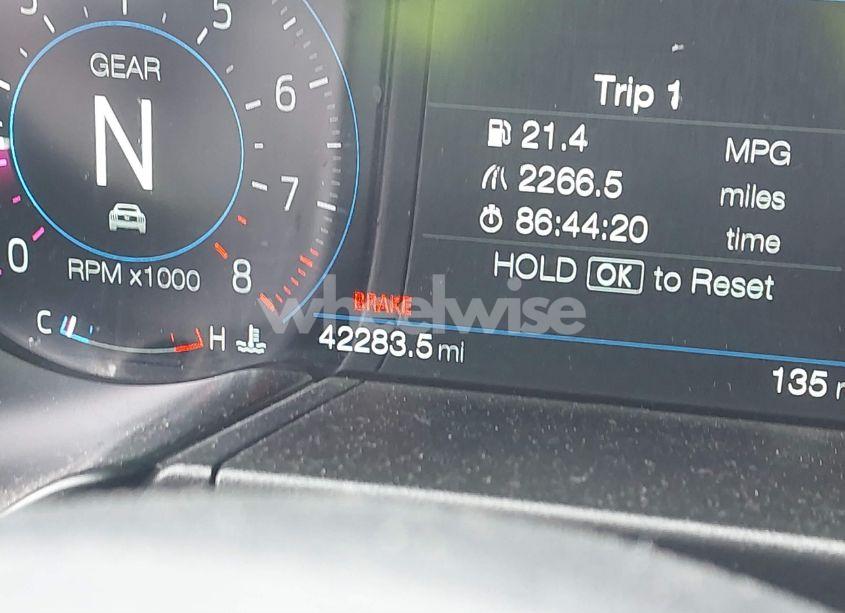 5
GEAR
6
N
7
0
RPM x1000
8
C
H
Trip 1
21.4 MPG
2266.5 miles
86:44:20 time
HOLD OK to Reset
BRAKE
wheelwise
42283.5 mi
135